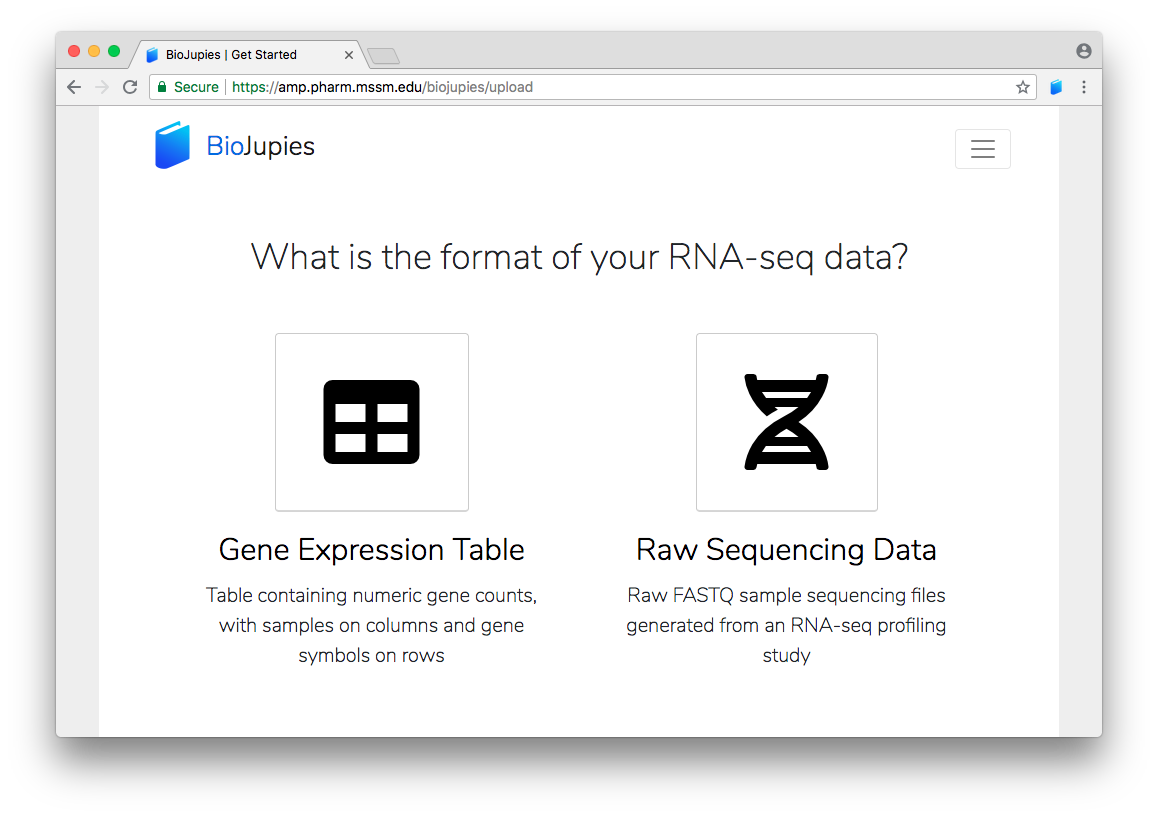 BioJupies | Get Started
Secure https://amp.pharm.mssm.edu/biojupies/upload
BioJupies
What is the format of your RNA-seq data?
Gene Expression Table
Table containing numeric gene counts,
with samples on columns and gene
symbols on rows
Raw Sequencing Data
Raw FASTQ sample sequencing files
generated from an RNA-seq profiling
study